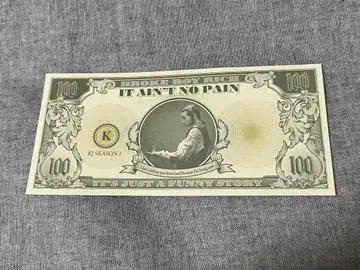 BROKE BOY RICH
100
IT AIN'T NO PAIN
100
K
KJ SEASON 2
100
100
IT'S JUST A FUNNY STORY